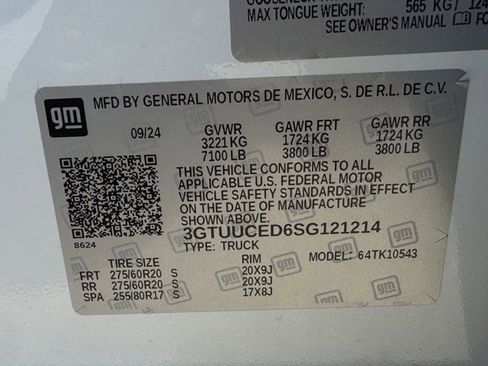 MAX TONGUE WEIGHT: 565 KG
SEE OWNER'S MANUAL
gm
MFD BY GENERAL MOTORS DE MEXICO, S. DE R.L. DE C.V.
09/24 GVWR GAWR FRT GAWR RR
3221 KG 1724 KG 1724 KG
7100 LB 3800 LB 3800 LB
THIS VEHICLE CONFORMS TO ALL
APPLICABLE U.S. FEDERAL MOTOR
VEHICLE SAFETY STANDARDS IN EFFECT
ON THE DATE OF MANUFACTURE SHOWN ABOVE.
3GTUUCED6SG121214
8624 TYPE: TRUCK MODEL: 64TK10543
TIRE SIZE RIM
FRT 275/60R20 S 20X9J
RR 275/60R20 S 20X9J
SPA 255/80R17 S 17X8J